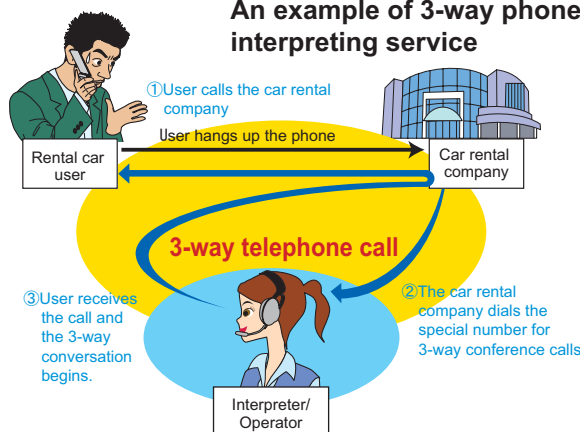 An example of 3-way phone
interpreting service
①User calls the car rental
company
User hangs up the phone
Rental car
user
Car rental
company
3-way telephone call
②The car rental
company dials the
special number for
3-way conference calls
③User receives
the call and
the 3-way
conversation
begins.
Interpreter/
Operator